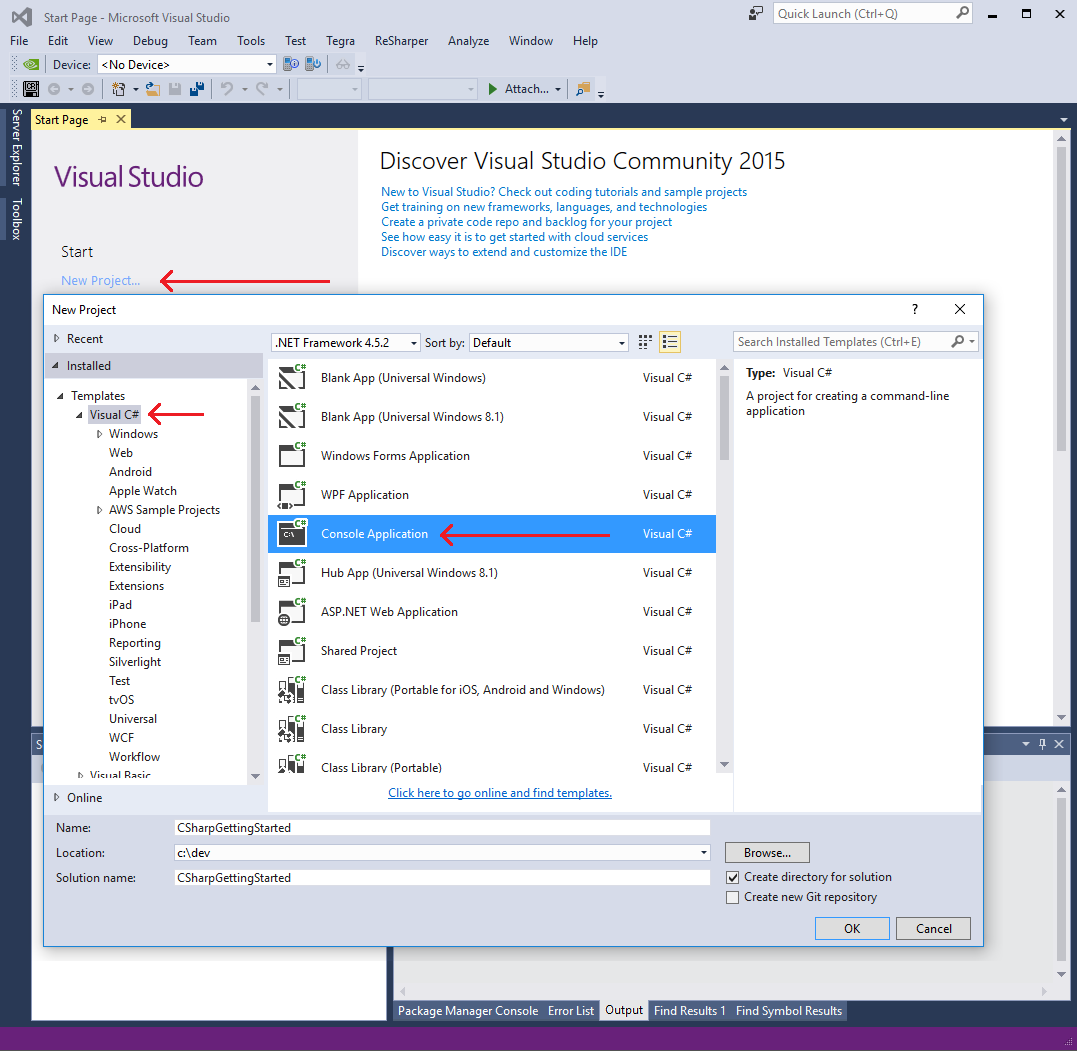 Start Page - Microsoft Visual Studio
Quick Launch (Ctrl+Q)
File Edit View Debug Team Tools Test Tegra ReSharper Analyze Window Help
Device: <No Device>
Attach...
Server Explorer
Toolbox
Start Page
Visual Studio
Start
New Project...
Discover Visual Studio Community 2015
New to Visual Studio? Check out coding tutorials and sample projects
Get training on new frameworks, languages, and technologies
Create a private code repo and backlog for your project
See how easy it is to get started with cloud services
Discover ways to extend and customize the IDE
New Project
?
Recent
Installed
Templates
Visual C#
Windows
Web
Android
Apple Watch
AWS Sample Projects
Cloud
Cross-Platform
Extensibility
Extensions
iPad
iPhone
Reporting
Silverlight
Test
tvOS
Universal
WCF
Workflow
Visual Basic
Online
.NET Framework 4.5.2 Sort by: Default
Search Installed Templates (Ctrl+E)
Blank App (Universal Windows) Visual C#
Blank App (Universal Windows 8.1) Visual C#
Windows Forms Application Visual C#
WPF Application Visual C#
Console Application Visual C#
Hub App (Universal Windows 8.1) Visual C#
ASP.NET Web Application Visual C#
Shared Project Visual C#
Class Library (Portable for iOS, Android and Windows) Visual C#
Class Library Visual C#
Class Library (Portable) Visual C#
Click here to go online and find templates.
Type: Visual C#
A project for creating a command-line
application
Name: CSharpGettingStarted
Location: c:\dev
Browse...
Solution name: CSharpGettingStarted
Create directory for solution
Create new Git repository
OK Cancel
Package Manager Console Error List Output Find Results 1 Find Symbol Results